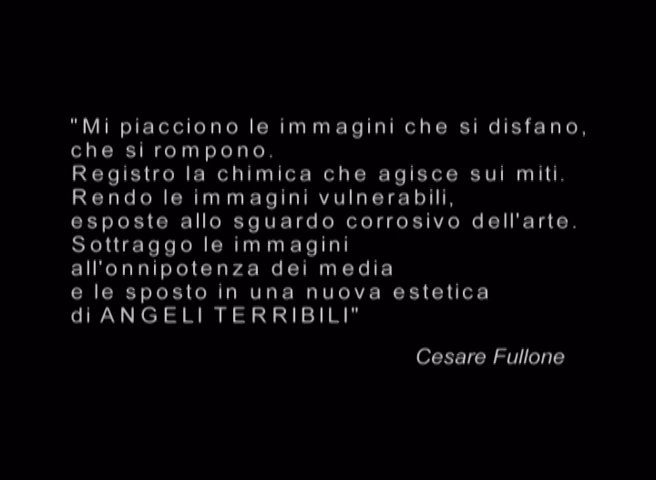 "Mi piacciono le immagini che si disfano,
che si rompono.
Registro la chimica che agisce sui miti.
Rendo le immagini vulnerabili,
esposte allo sguardo corrosivo dell'arte.
Sottraggo le immagini
all'onnipotenza dei media
e le sposto in una nuova estetica
di ANGELI TERRIBILI"
Cesare Fullone